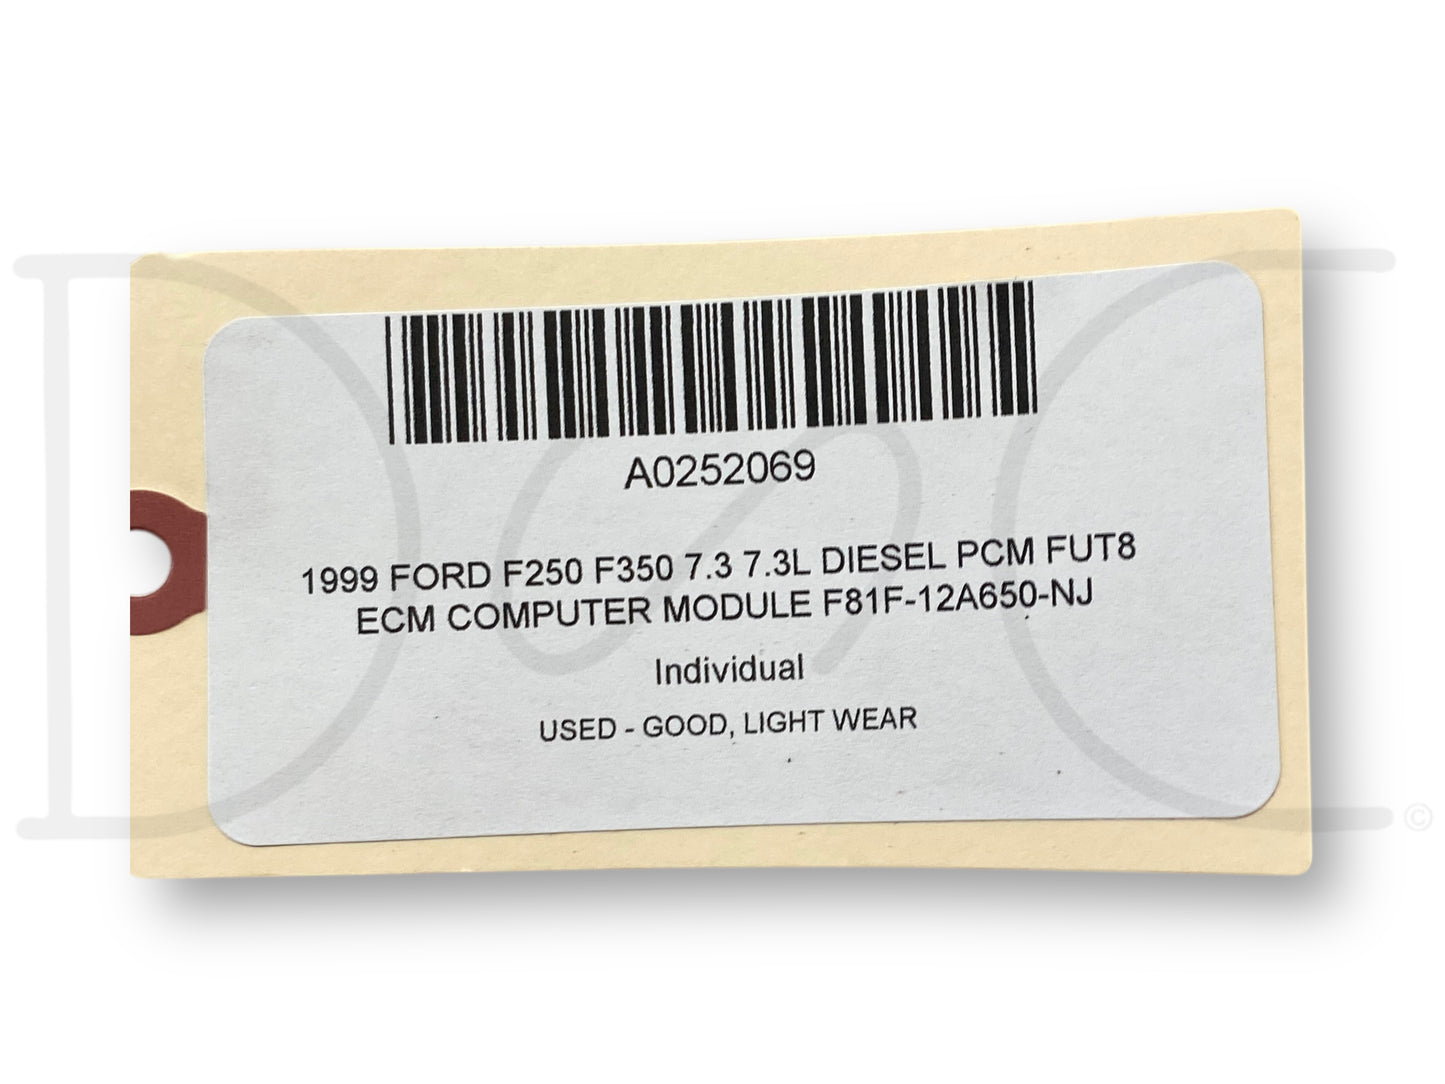 A0252069
1999 FORD F250 F350 7.3 7.3L DIESEL PCM FUT8
ECM COMPUTER MODULE F81F-12A650-NJ
Individual
USED - GOOD, LIGHT WEAR
©